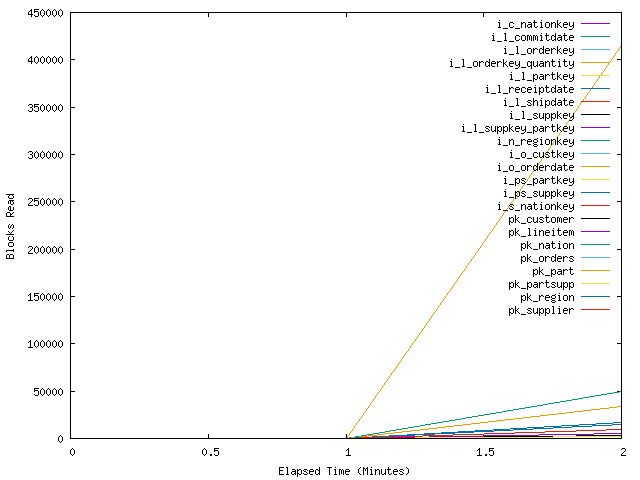 450000
400000
350000
300000
250000
200000
150000
100000
50000
0
Blocks Read
i_c_nationkey
i_l_commitdate
i_l_orderkey
i_l_orderkey_quantity
i_l_partkey
i_l_receiptdate
i_l_shipdate
i_l_suppkey
i_l_suppkey_partkey
i_n_regionkey
i_o_custkey
i_o_orderdate
i_ps_partkey
i_ps_suppkey
i_s_nationkey
pk_customer
pk_lineitem
pk_nation
pk_orders
pk_part
pk_partsupp
pk_region
pk_supplier
0 0.5 1 1.5 2
Elapsed Time (Minutes)